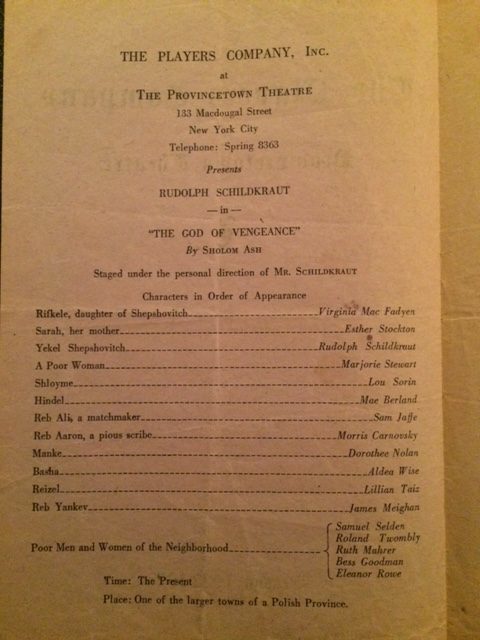 THE PLAYERS COMPANY, INC.
at
THE PROVINCETOWN THEATRE
133 Macdougal Street
New York City
Telephone: Spring 8363
Presents
RUDOLPH SCHILDKRAUT
—in—
"THE GOD OF VENGEANCE"
By SHOLOM ASH
Staged under the personal direction of MR. SCHILDKRAUT
Characters in Order of Appearance
Rifkele, daughter of Shepshovitch Virginia Mac Fadyen
Sarah, her mother Esther Stockton
Yekel Shepshovitch Rudolph Schildkraut
A Poor Woman Marjorie Stewart
Shloyme Lou Sorin
Hindel Mae Berland
Reb Ali, a matchmaker Sam Jaffe
Reb Aaron, a pious scribe Morris Carnovsky
Manke Dorothee Nolan
Basha Aldea Wise
Reizel Lillian Taiz
Reb Yankev James Meighan
Poor Men and Women of the Neighborhood
Samuel Selden
Roland Twombly
Ruth Mahrer
Bess Goodman
Eleanor Rowe
Time: The Present
Place: One of the larger towns of a Polish Province.